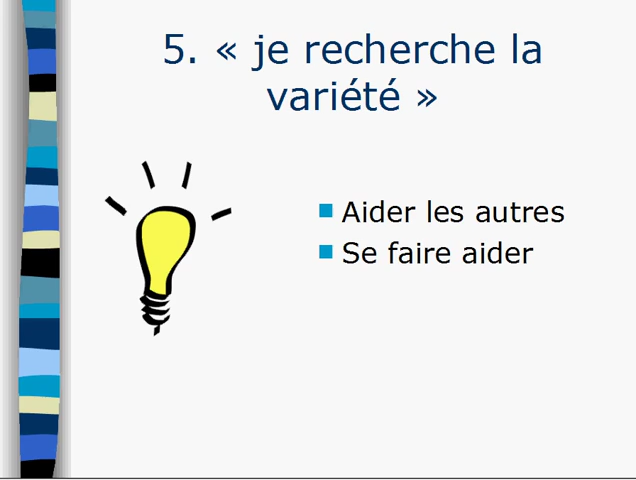 5. « je recherche la
variété »
Aider les autres
Se faire aider